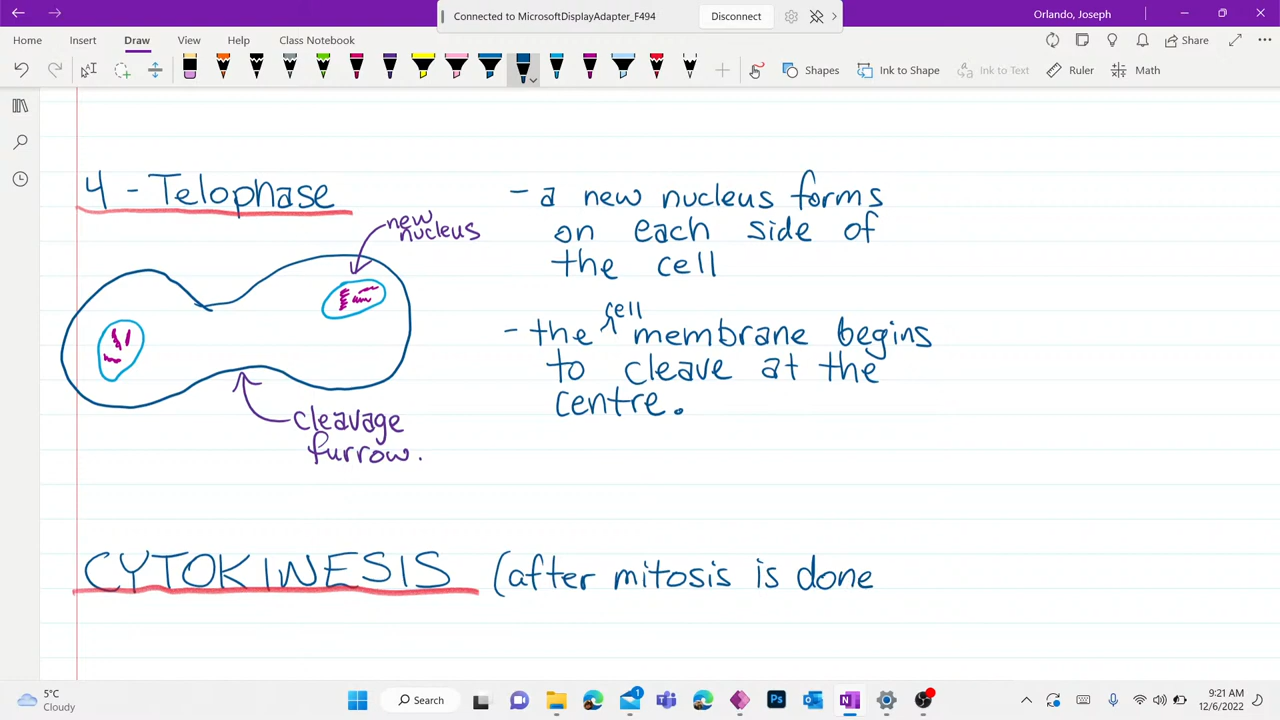 Connected to MicrosoftDisplayAdapter_F494
Disconnect
Orlando, Joseph
Home Insert Draw View Help Class Notebook
Share
Shapes
Ink to Shape
Ink to Text
Ruler
Math
4 - Telophase
new
nucleus
cleavage
furrow.
- a new nucleus forms
on each side of
the cell
cell
- the ^ membrane begins
to cleave at the
centre.
CYTOKINESIS (after mitosis is done
5°C
Cloudy
Search
1
Ps
9:21 AM
12/6/2022